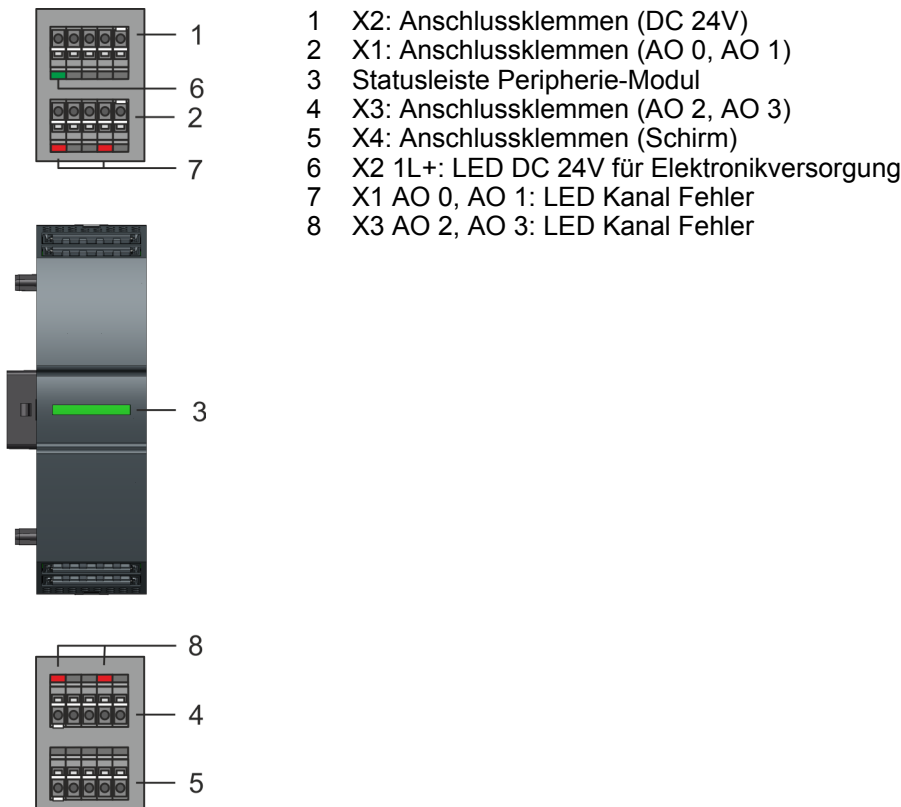 1 X2: Anschlussklemmen (DC 24V)
2 X1: Anschlussklemmen (AO 0, AO 1)
3 Statusleiste Peripherie-Modul
4 X3: Anschlussklemmen (AO 2, AO 3)
5 X4: Anschlussklemmen (Schirm)
6 X2 1L+: LED DC 24V für Elektronikversorgung
7 X1 AO 0, AO 1: LED Kanal Fehler
8 X3 AO 2, AO 3: LED Kanal Fehler
1
6
2
7
3
8
4
5